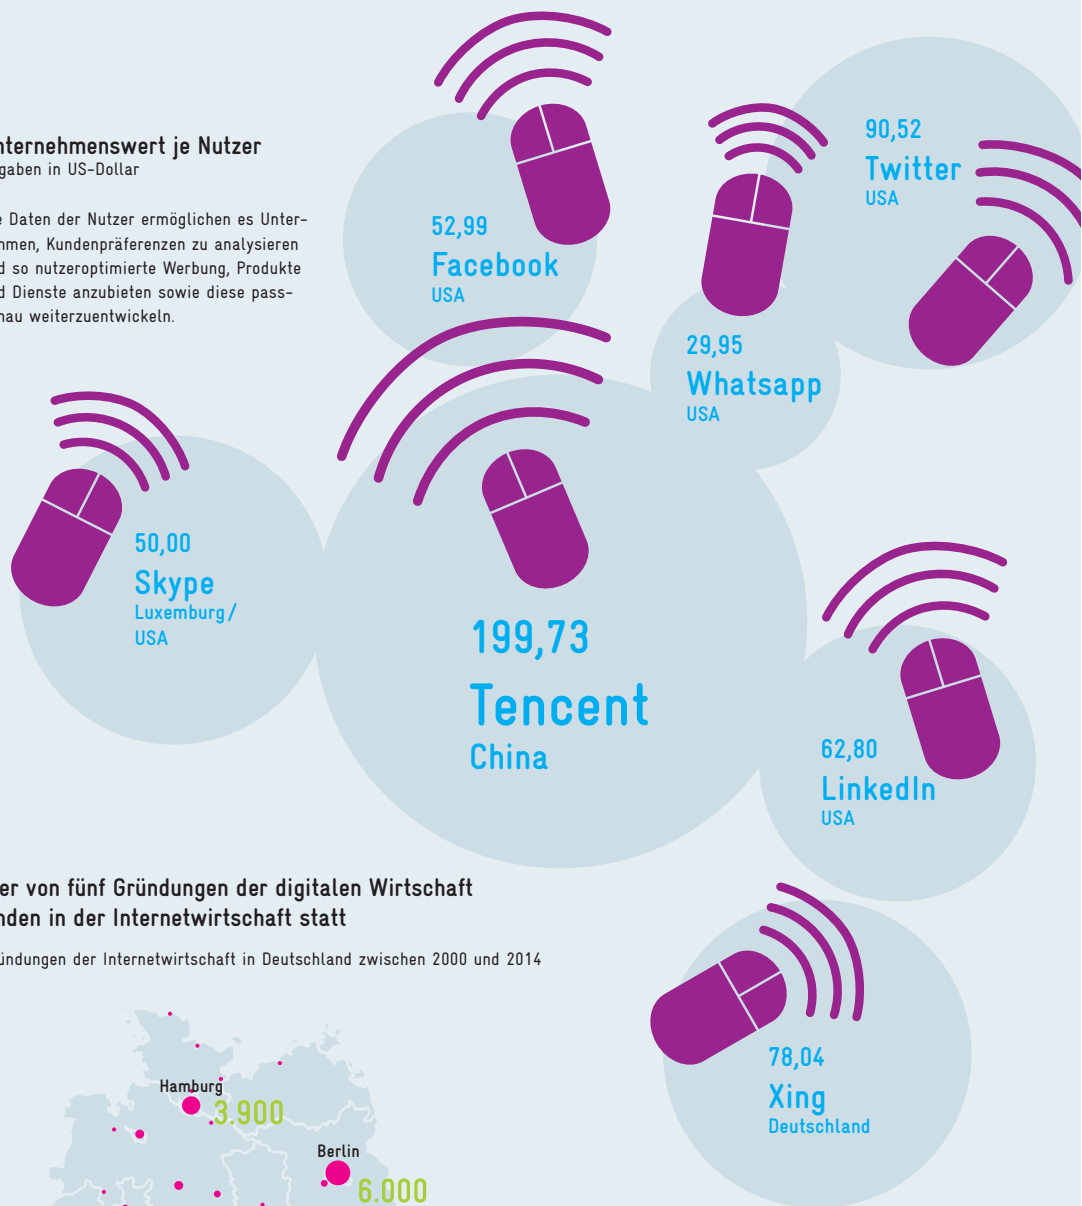 nternehmenswert je Nutzer
gaben in US-Dollar
e Daten der Nutzer ermöglichen es Unter-
hmen, Kundenpräferenzen zu analysieren
d so nutzeroptimierte Werbung, Produkte
d Dienste anzubieten sowie diese pass-
nau weiterzuentwickeln.
52,99
Facebook
USA
90,52
Twitter
USA
29,95
Whatsapp
USA
50,00
Skype
Luxemburg/
USA
199,73
Tencent
China
62,80
LinkedIn
USA
78,04
Xing
Deutschland
er von fünf Gründungen der digitalen Wirtschaft
nden in der Internetwirtschaft statt
ündungen der Internetwirtschaft in Deutschland zwischen 2000 und 2014
Hamburg
3.900
Berlin
6.000